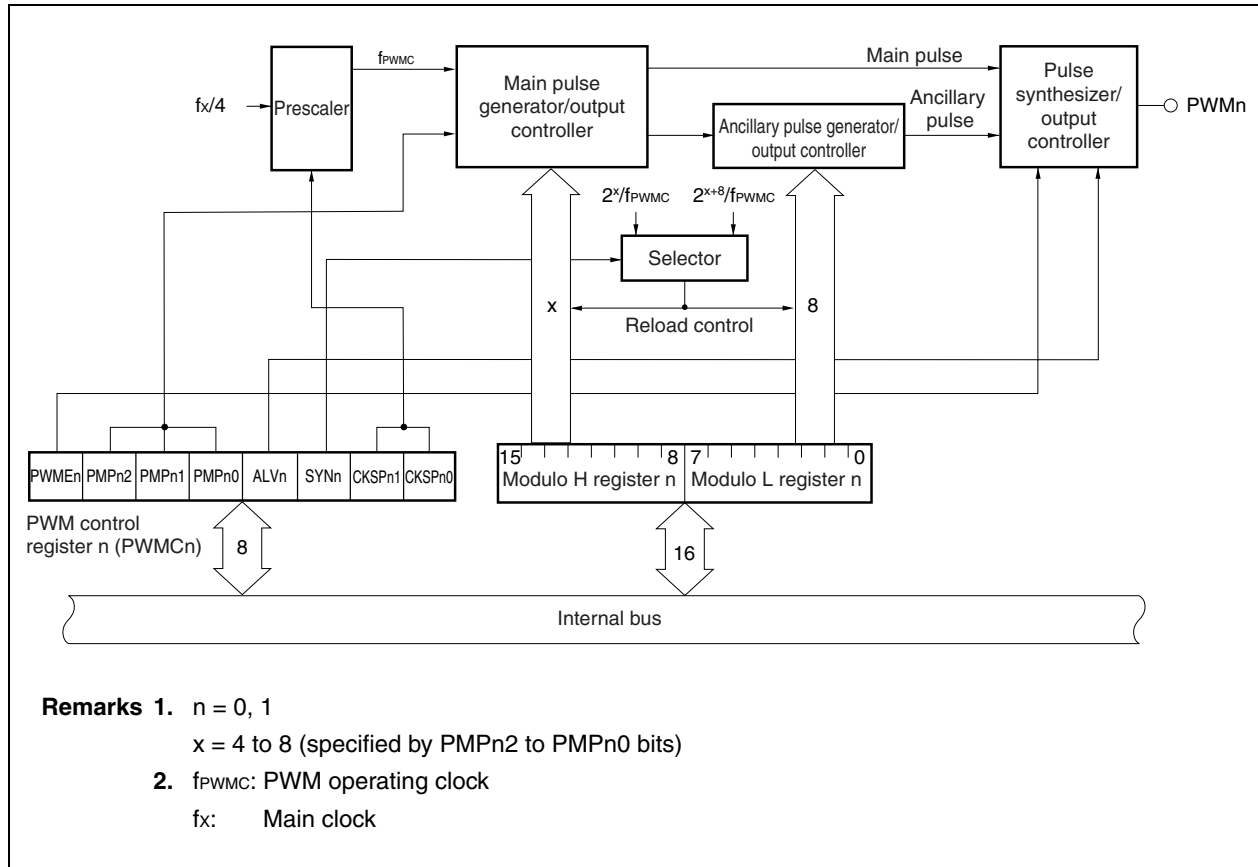 fPWMC
Main pulse
fX/4
Prescaler
Main pulse
generator/output
controller
Pulse
synthesizer/
output
controller
PWMn
Ancillary
pulse
Ancillary pulse generator/
output controller
2^x/fPWMC
2^x+8/fPWMC
Selector
x
8
Reload control
PWMEn PMPn2 PMPn1 PMPn0 ALVn SYNn CKSPn1 CKSPn0
15 8 7 0
Modulo H register n Modulo L register n
PWM control
register n (PWMCn)
8
16
Internal bus
Remarks 1. n = 0, 1
x = 4 to 8 (specified by PMPn2 to PMPn0 bits)
2. fPWMC: PWM operating clock
fX: Main clock